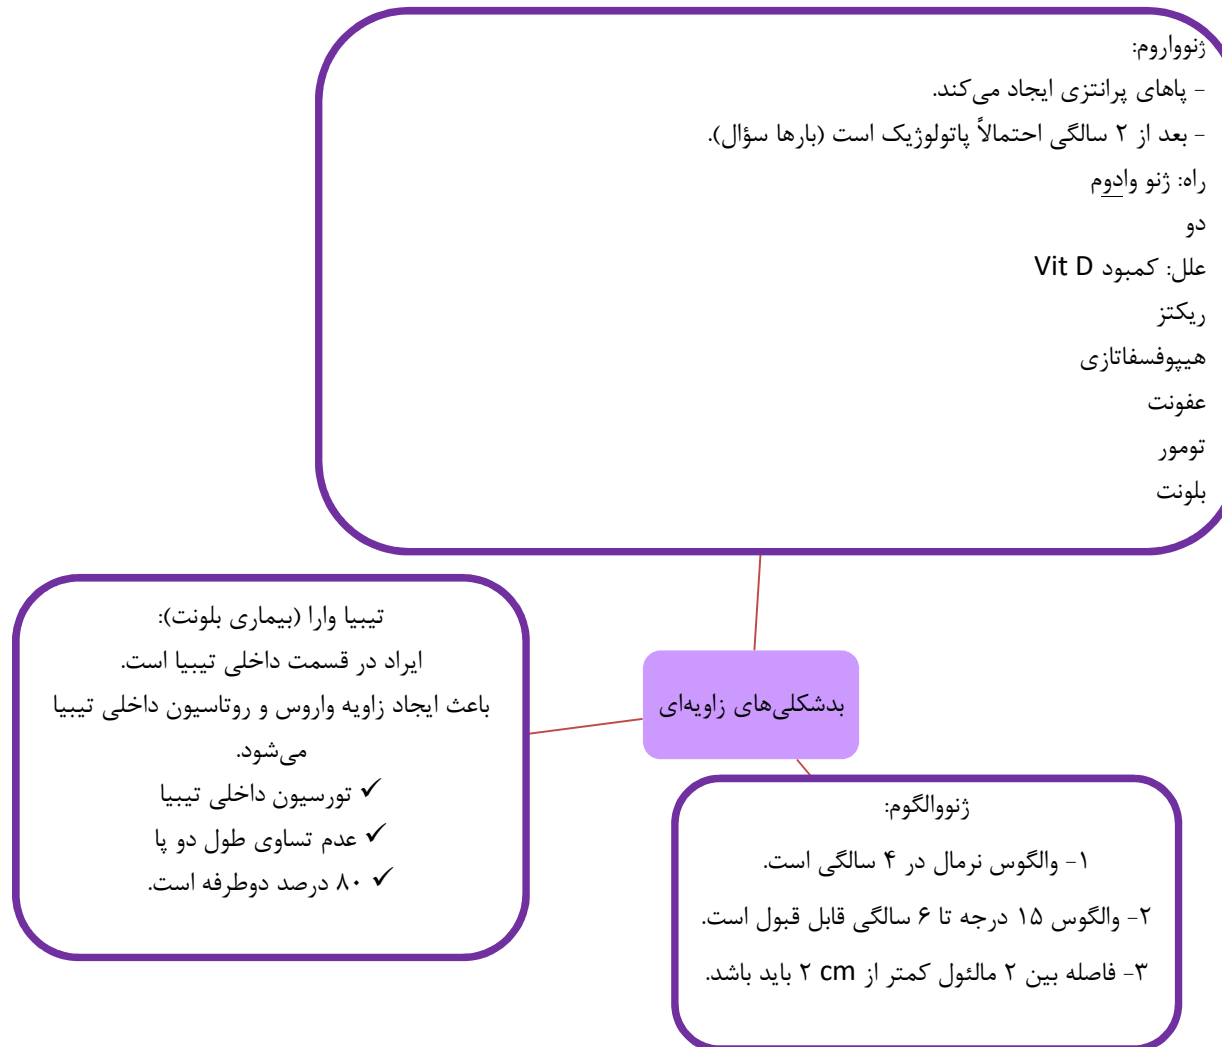 ژنوواروم:
- پاهای پرانتزی ایجاد می‌کند.
- بعد از ۲ سالگی احتمالاً پاتولوژیک است (بارها سؤال).
راه: ژنو وادوم
دو
علل: کمبود Vit D
ریکتز
هیپوفسفاتازی
عفونت
تومور
بلونت
بدشکلی‌های زاویه‌ای
تیبیا وارا (بیماری بلونت):
ایراد در قسمت داخلی تیبیا است.
باعث ایجاد زاویه واروس و روتاسیون داخلی تیبیا
می‌شود.
✓ تورسیون داخلی تیبیا
✓ عدم تساوی طول دو پا
✓ ۸۰ درصد دوطرفه است.
ژنووالگوم:
۱- والگوس نرمال در ۴ سالگی است.
۲- والگوس ۱۵ درجه تا ۶ سالگی قابل قبول است.
۳- فاصله بین ۲ مالئول کمتر از ۲ cm باید باشد.